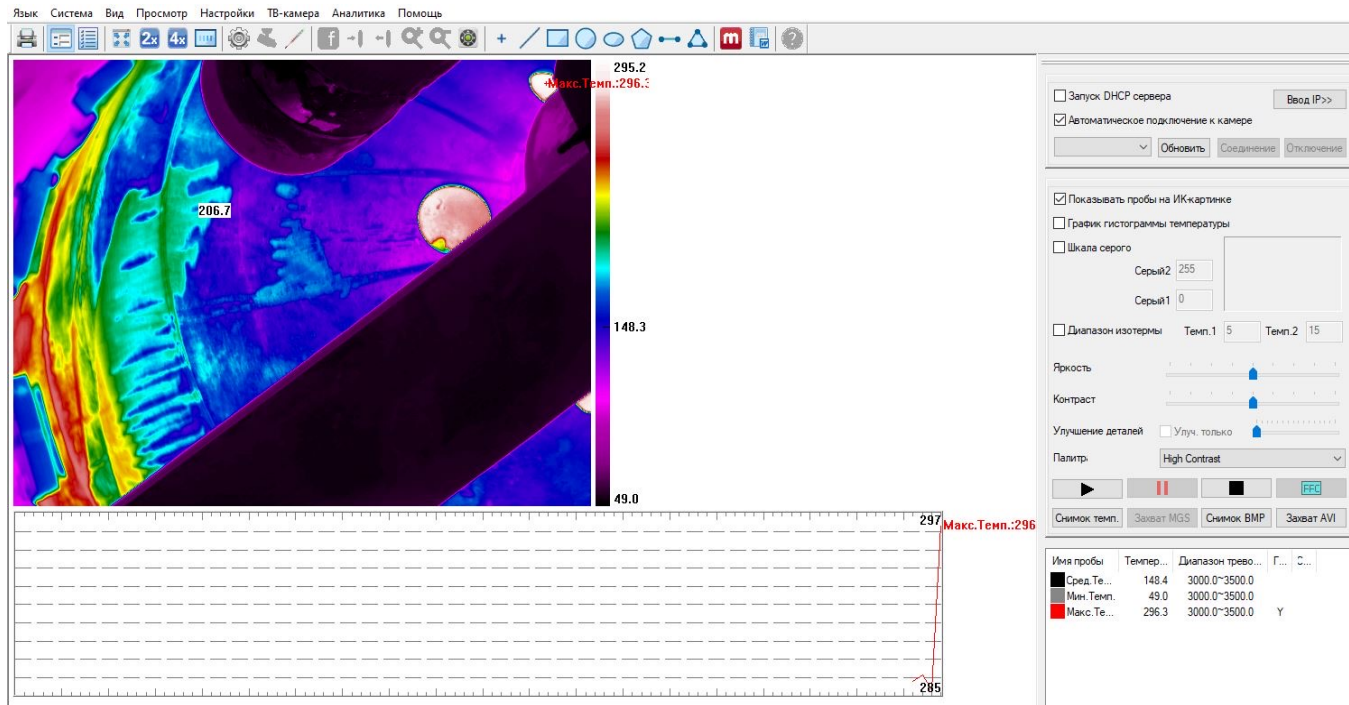 Язык Система Вид Просмотр Настройки ТВ-камера Аналитика Помощь
2x 4x
295.2
Макс.Темп.:296.3
206.7
148.3
49.0
297
Макс.Темп.:296
285
Запуск DHCP сервера
Ввод IP>>
Автоматическое подключение к камере
Обновить Соединение Отключение
Показывать пробы на ИК-картинке
График гистограммы температуры
Шкала серого
Серый2 255
Серый1 0
Диапазон изотермы Темп.1 5 Темп.2 15
Яркость
Контраст
Улучшение деталей Улуч. только
Палитр. High Contrast
FFC
Снимок темп. Захват MGS Снимок BMP Захват AVI
Имя пробы Темпер... Диапазон трево... Г... З...
Сред.Те... 148.4 3000.0~3500.0
Мин.Темп. 49.0 3000.0~3500.0
Макс.Те... 296.3 3000.0~3500.0 Y